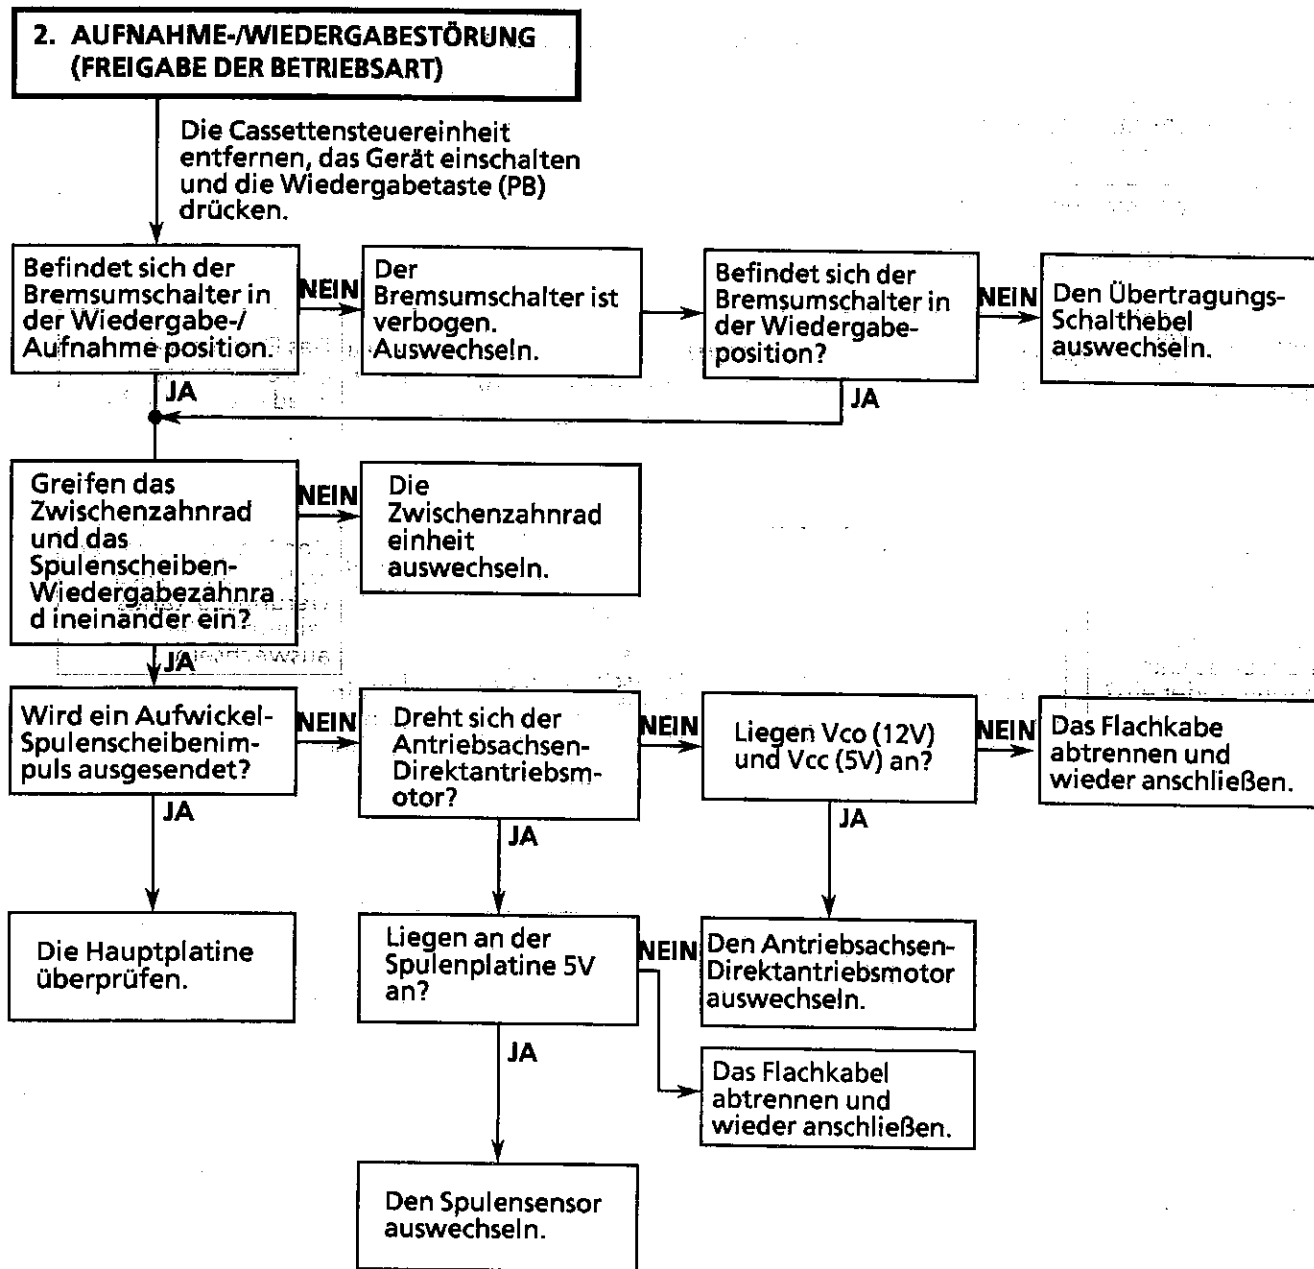 2. AUFNAHME-/WIEDERGABESTÖRUNG
(FREIGABE DER BETRIEBSART)
Die Cassettensteuereinheit
entfernen, das Gerät einschalten
und die Wiedergabetaste (PB)
drücken.
Befindet sich der
Bremsumschalter in
der Wiedergabe-/
Aufnahme position.
NEIN
Der
Bremsumschalter ist
verbogen.
Auswechseln.
Befindet sich der
Bremsumschalter in
der Wiedergabe-
position?
NEIN
Den Übertragungs-
Schalthebel
auswechseln.
JA
JA
Greifen das
Zwischenzahnrad
und das
Spulenscheiben-
Wiedergabezahnra
d ineinander ein?
NEIN
Die
Zwischenzahnrad
einheit
auswechseln.
JA
Wird ein Aufwickel-
Spulenscheibenim-
puls ausgesendet?
NEIN
Dreht sich der
Antriebsachsen-
Direktantriebsm-
otor?
NEIN
Liegen Vco (12V)
und Vcc (5V) an?
NEIN
Das Flachkabe
abtrennen und
wieder anschließen.
JA
JA
JA
Die Hauptplatine
überprüfen.
Liegen an der
Spulenplatine 5V
an?
NEIN
Den Antriebsachsen-
Direktantriebsmotor
auswechseln.
JA
Das Flachkabel
abtrennen und
wieder anschließen.
Den Spulensensor
auswechseln.